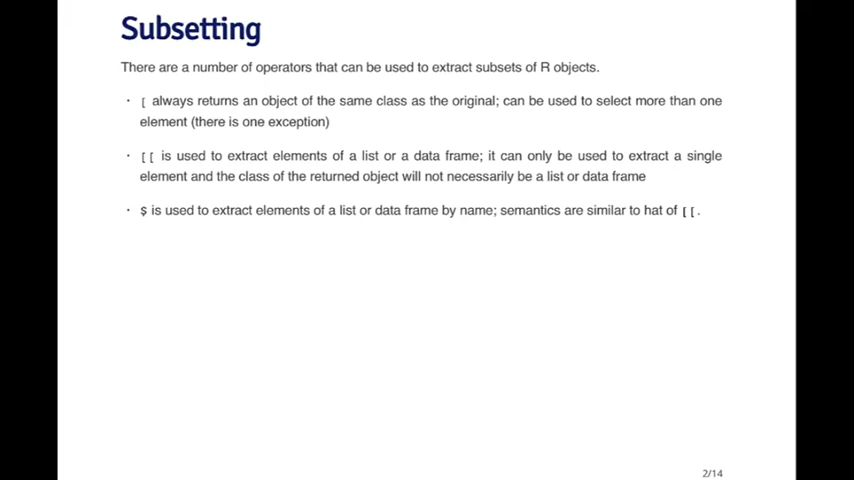 Subsetting
There are a number of operators that can be used to extract subsets of R objects.
· [ always returns an object of the same class as the original; can be used to select more than one
element (there is one exception)
· [[ is used to extract elements of a list or a data frame; it can only be used to extract a single
element and the class of the returned object will not necessarily be a list or data frame
· $ is used to extract elements of a list or data frame by name; semantics are similar to hat of [[.
2/14